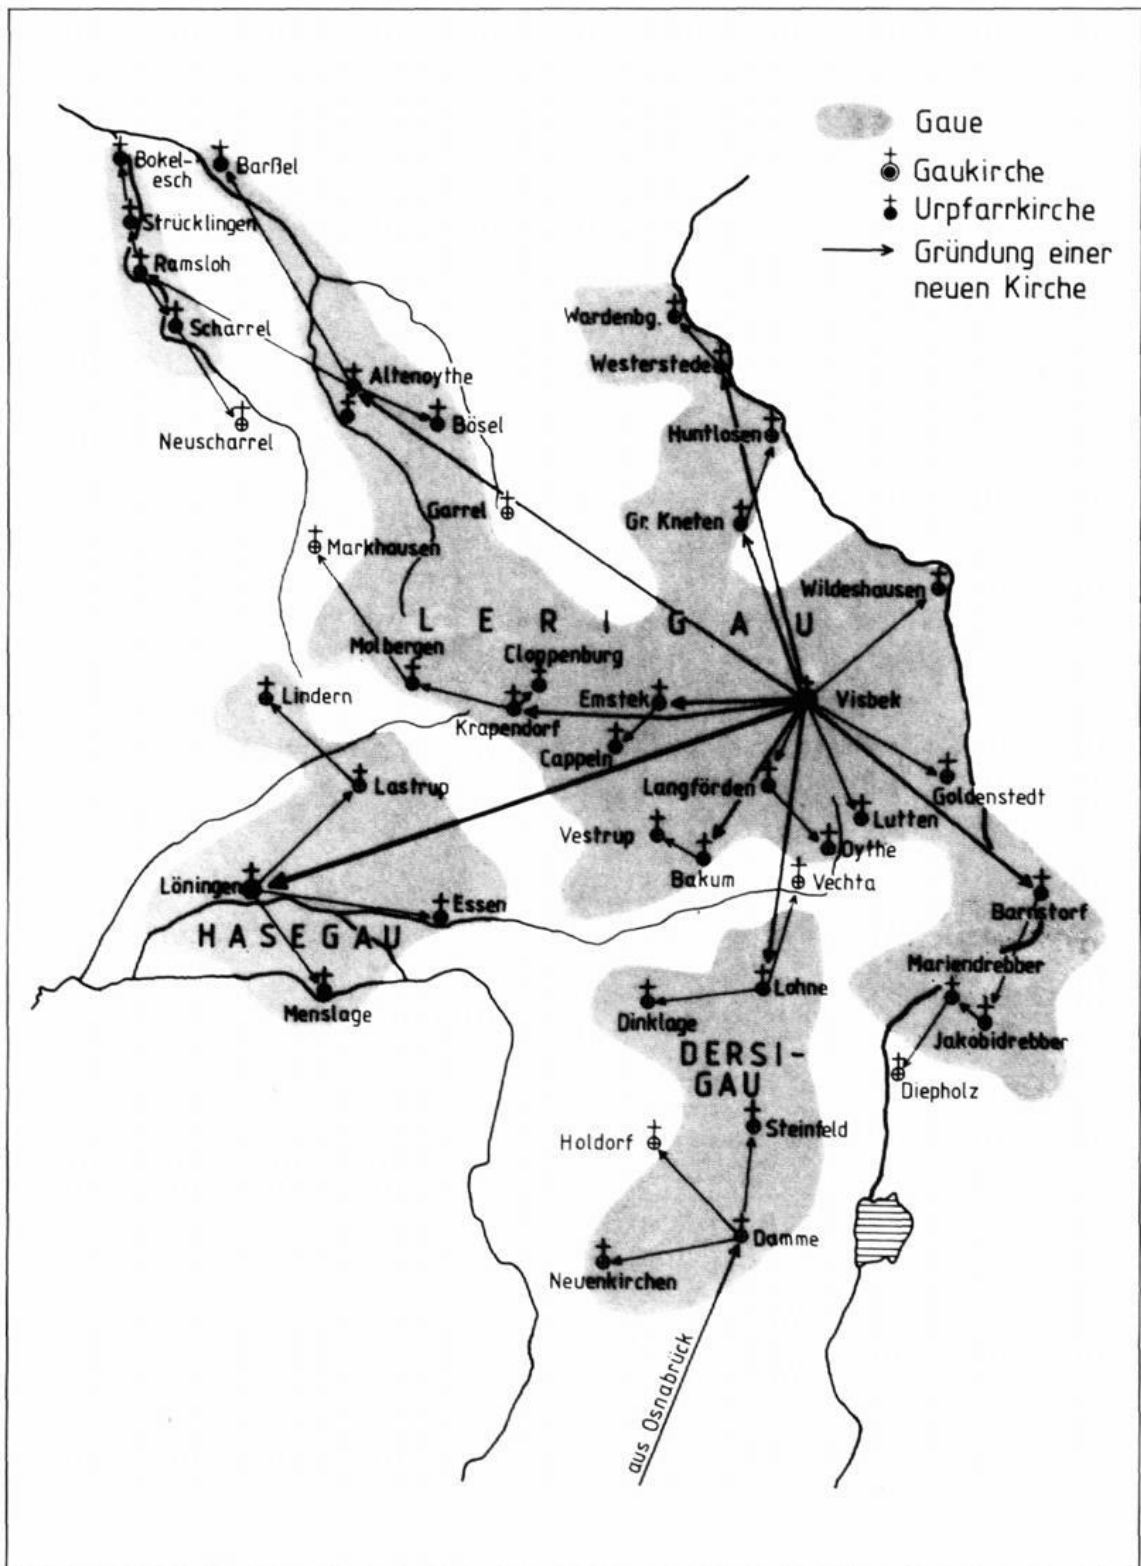 Gaue
Gaukirche
Urpfarrkirche
Gründung einer
neuen Kirche
Bokel-
esch
Barßel
Strücklingen
Ramsloh
Scharrel
Neuscharrel
Altenoythe
Bösel
Garrel
Markhausen
Wardenbg.
Westerstede
Huntlosen
Gr. Kneten
Wildeshausen
LERIGAU
Molbergen
Cloppenburg
Lindern
Krapendorf
Emstek
Visbek
Cappeln
Lastrup
Langförden
Goldenstedt
Lutten
Vestrup
Oythe
Bakum
Vechta
Löningen
Essen
Barnstorf
HASEGAU
Mariendrebber
Menslage
Lohne
Dinklage
Jakobidrebber
DERSI-
GAU
Diepholz
Steinfeld
Holdorf
Damme
Neuenkirchen
aus Osnabrück